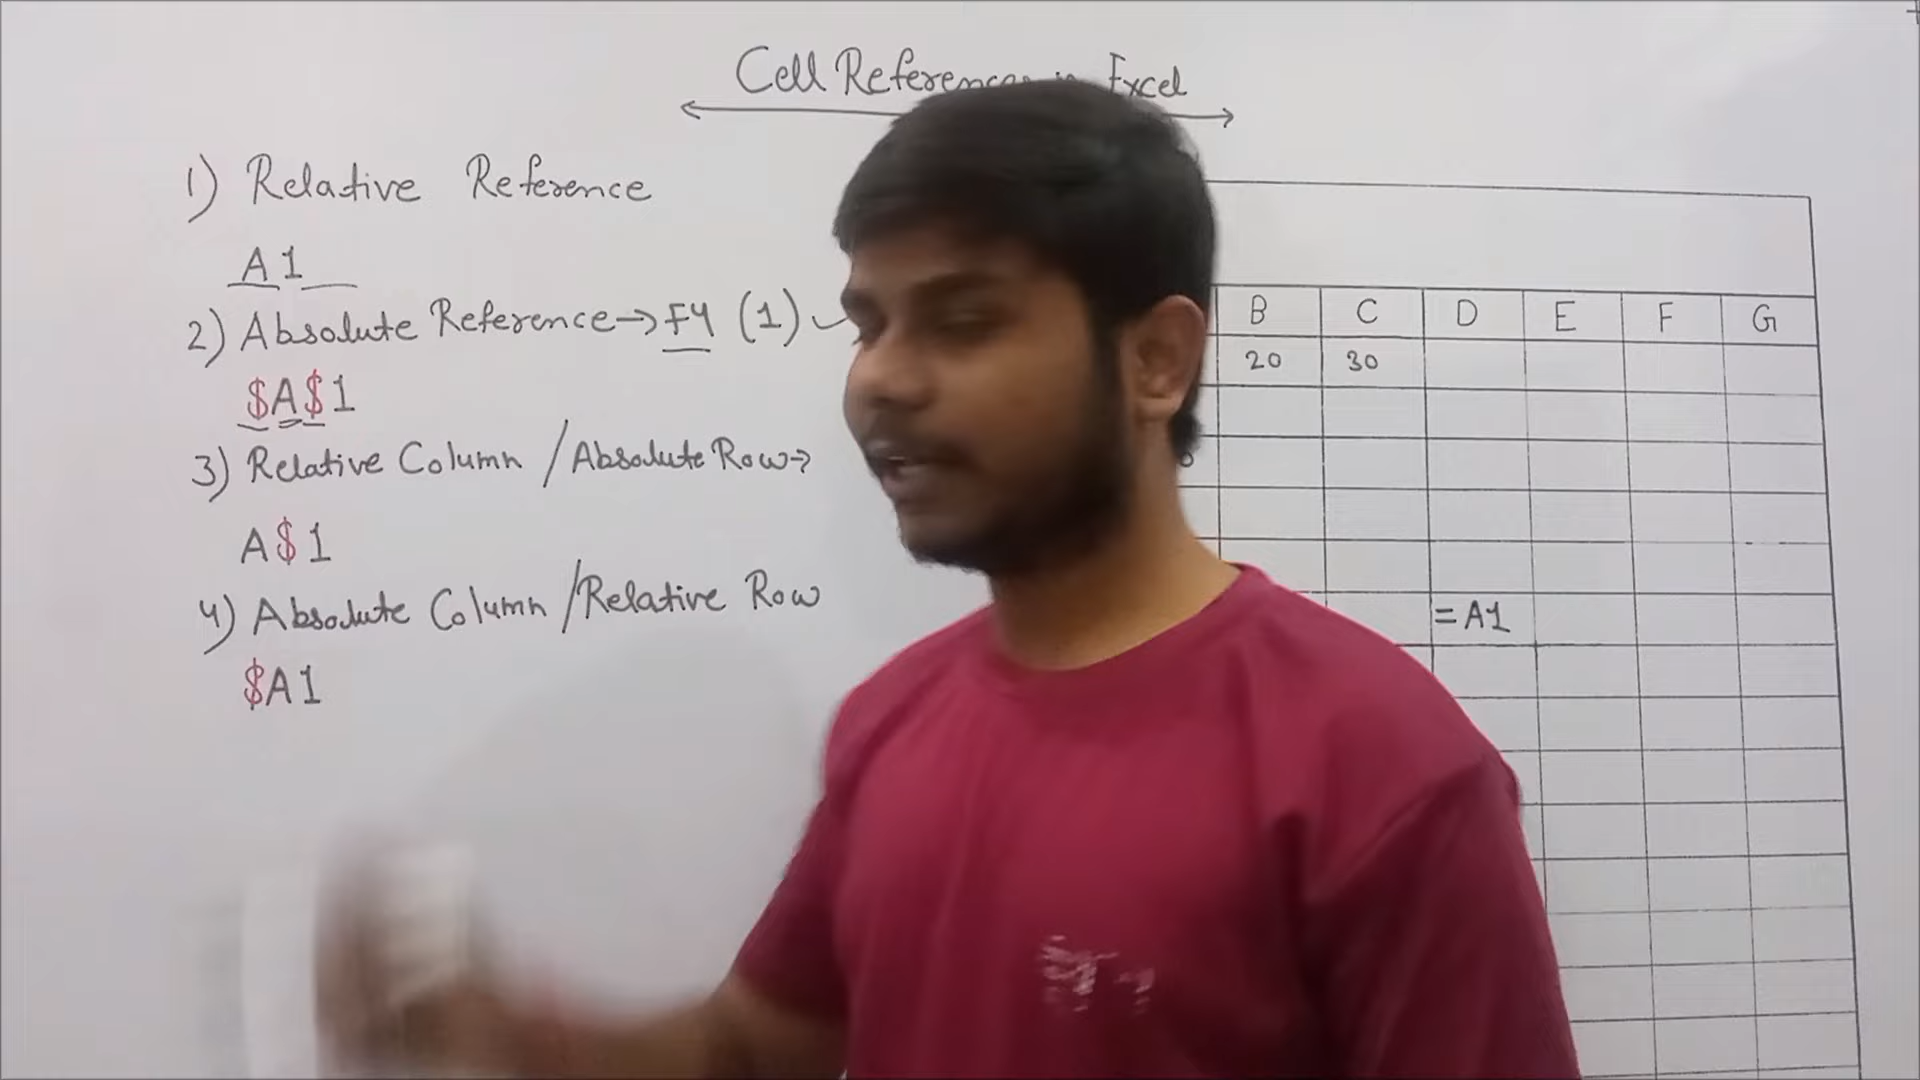 Cell Reference Excel
1) Relative Reference
A1
2) Absolute Reference→ F4 (1)
$A$1
3) Relative Column / Absolute Row→
A$1
4) Absolute Column / Relative Row
$A1
B C D E F G
20 30
=A1